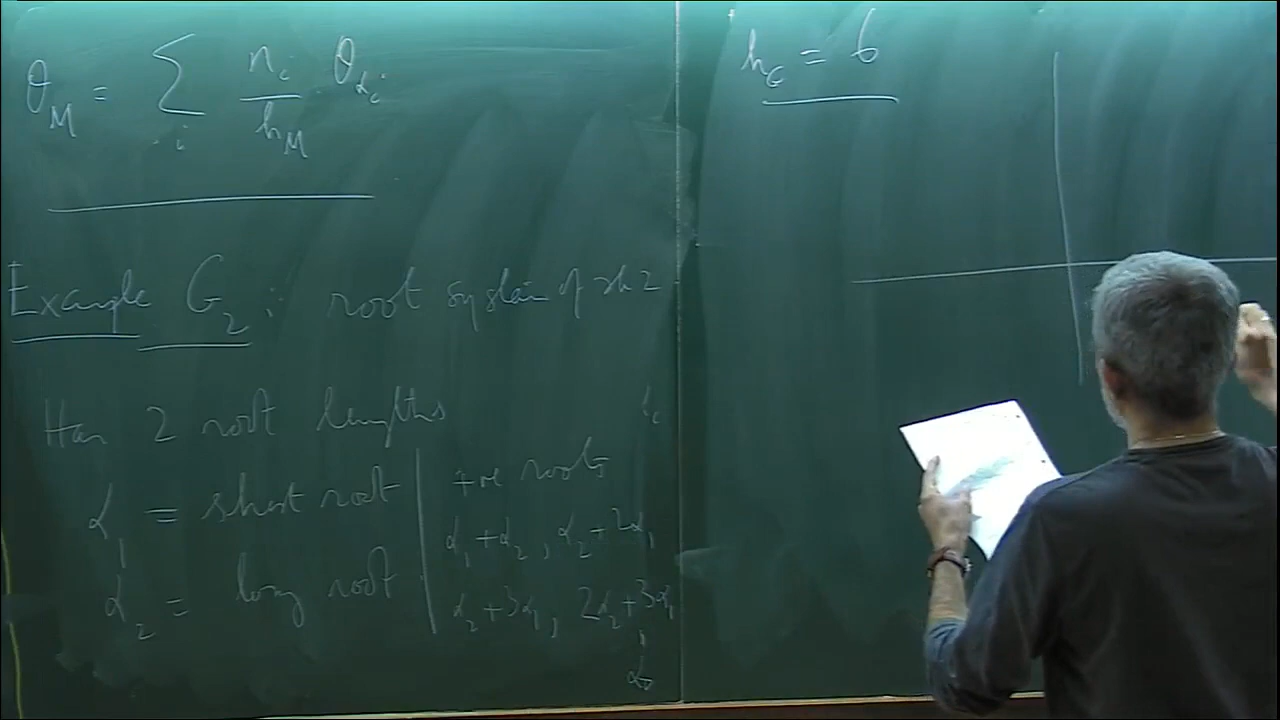 θ_M = Σ_i n_i/h_M θ_{α_i}
Example G_2 : root system of rk 2
Has 2 root lengths
α_1 = short root
α_2 = long root
+ve roots
α_1 + α_2 , α_2 + 2α_1
α_2 + 3α_1 , 2α_2 + 3α_1
h_G = 6